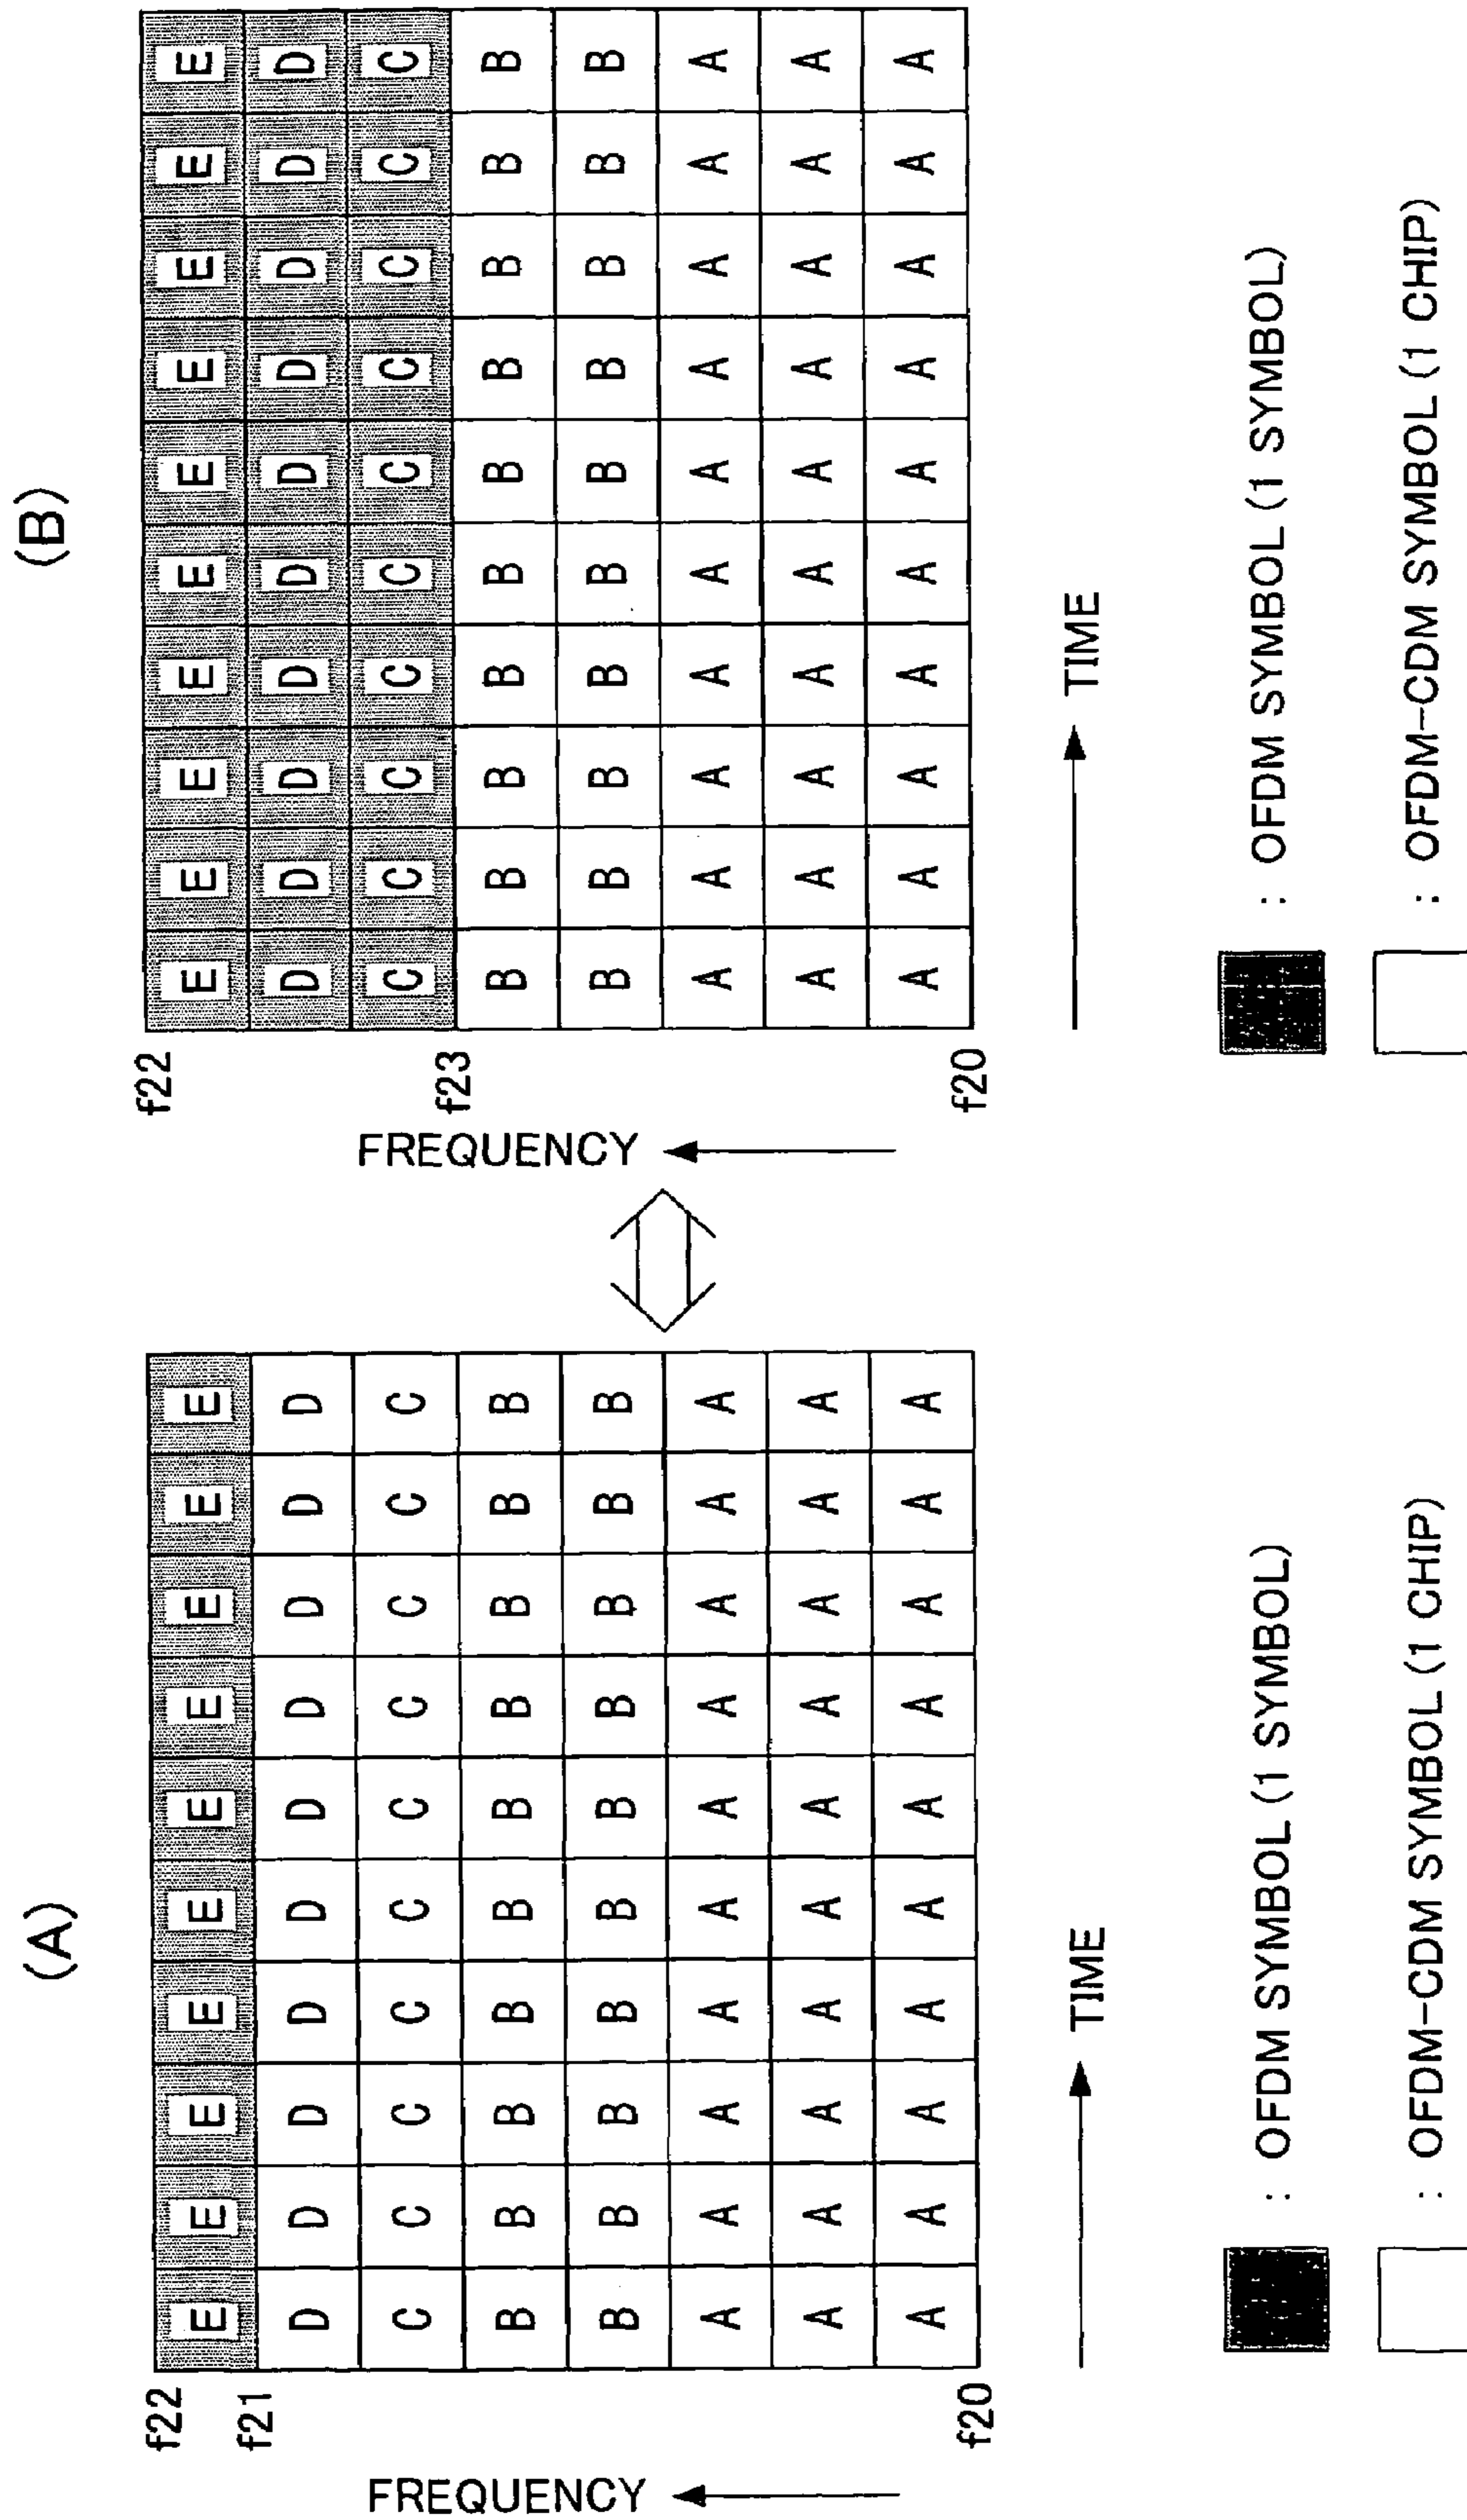 (A)
f22
f21
f20
FREQUENCY
E E E E E E E E E E
D D D D D D D D D D
C C C C C C C C C C
B B B B B B B B B B
B B B B B B B B B B
A A A A A A A A A A
A A A A A A A A A A
A A A A A A A A A A
TIME
: OFDM SYMBOL (1 SYMBOL)
: OFDM-CDM SYMBOL (1 CHIP)
(B)
f22
f23
f20
FREQUENCY
E E E E E E E E E E
D D D D D D D D D D
C C C C C C C C C C
B B B B B B B B B B
B B B B B B B B B B
A A A A A A A A A A
A A A A A A A A A A
A A A A A A A A A A
TIME
: OFDM SYMBOL (1 SYMBOL)
: OFDM-CDM SYMBOL (1 CHIP)